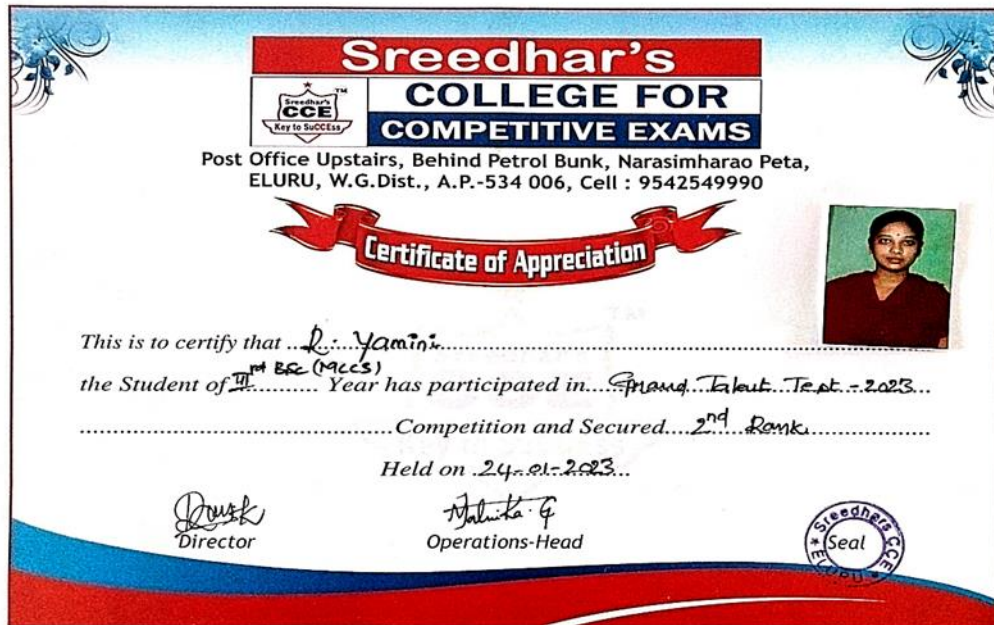 Sreedhar's
Sreedhar's
CCE
Key to SuCCEss
TM
COLLEGE FOR
COMPETITIVE EXAMS
Post Office Upstairs, Behind Petrol Bunk, Narasimharao Peta,
ELURU, W.G.Dist., A.P.-534 006, Cell : 9542549990
Certificate of Appreciation
This is to certify that R. Yamini
the Student of III rd BSC (MCCS) Year has participated in Grand Talent Test - 2023
Competition and Secured 2nd Rank
Held on 24-01-2023
Director
Malnika. G
Operations-Head
Sreedhars CCE
Seal
ELURU